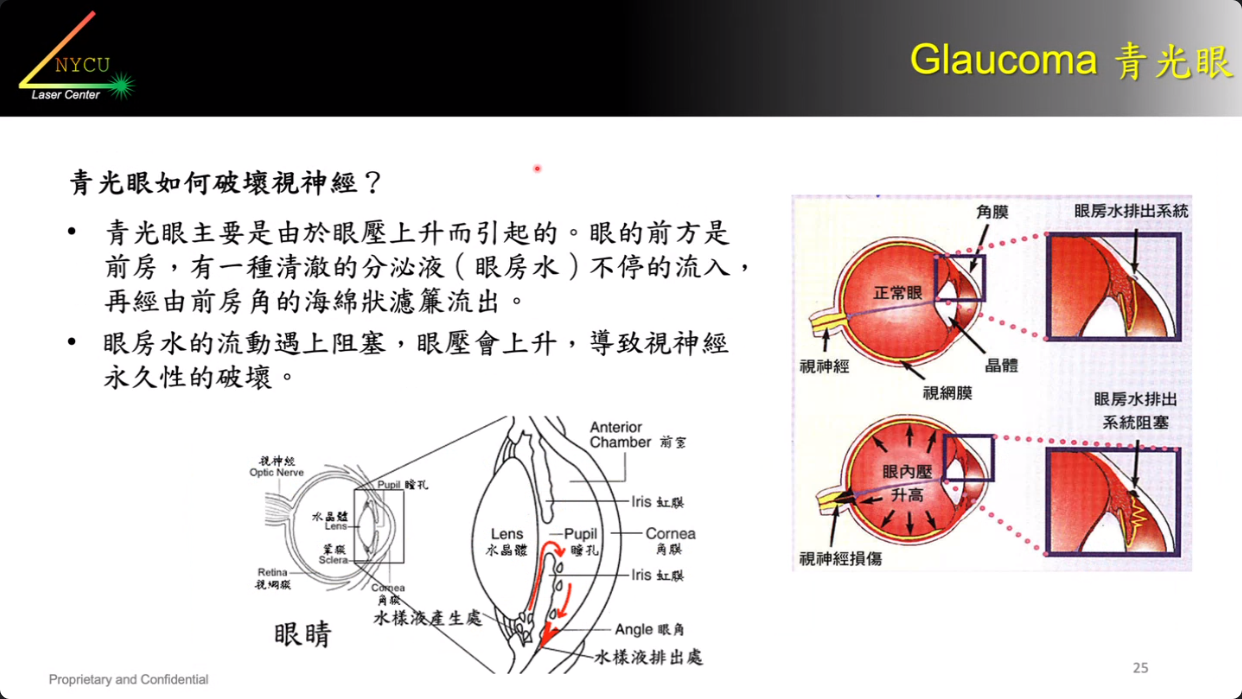 NYCU
Laser Center
Glaucoma 青光眼
青光眼如何破壞視神經？
• 青光眼主要是由於眼壓上升而引起的。眼的前方是
前房，有一種清澈的分泌液（眼房水）不停的流入，
再經由前房角的海綿狀濾簾流出。
• 眼房水的流動遇上阻塞，眼壓會上升，導致視神經
永久性的破壞。
視神經
Optic Nerve
Pupil 瞳孔
水晶體
Lens
鞏膜
Sclera
Retina
視網膜
Cornea
角膜
眼睛
Anterior
Chamber 前室
Iris 虹膜
Lens
水晶體
Pupil
瞳孔
Cornea
角膜
Iris 虹膜
水樣液產生處
Angle 眼角
水樣液排出處
角膜
眼房水排出系統
正常眼
視神經
晶體
視網膜
眼房水排出
系統阻塞
眼內壓
升高
視神經損傷
Proprietary and Confidential
25